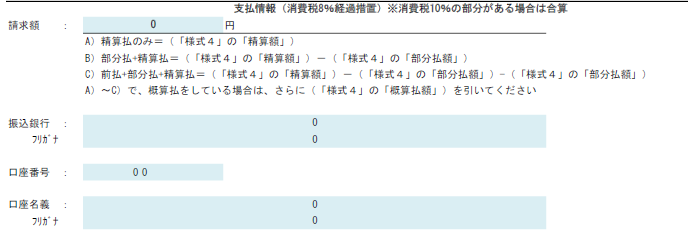 支払情報（消費税8%経過措置）※消費税10%の部分がある場合は合算
請求額 : 0 円
A）精算払のみ＝（「様式４」の「精算額」）
B）部分払+精算払＝（「様式４」の「精算額」）－（「様式４」の「部分払額」）
C）前払+部分払+精算払＝（「様式４」の「精算額」）－（「様式４」の「部分払額」）-（「様式４」の「部分払額」）
A）～C）で、概算払をしている場合は、さらに（「様式４」の「概算払額」）を引いてください
振込銀行 : 0
ﾌﾘｶﾞﾅ 0
口座番号 : 0 0
口座名義 : 0
ﾌﾘｶﾞﾅ 0